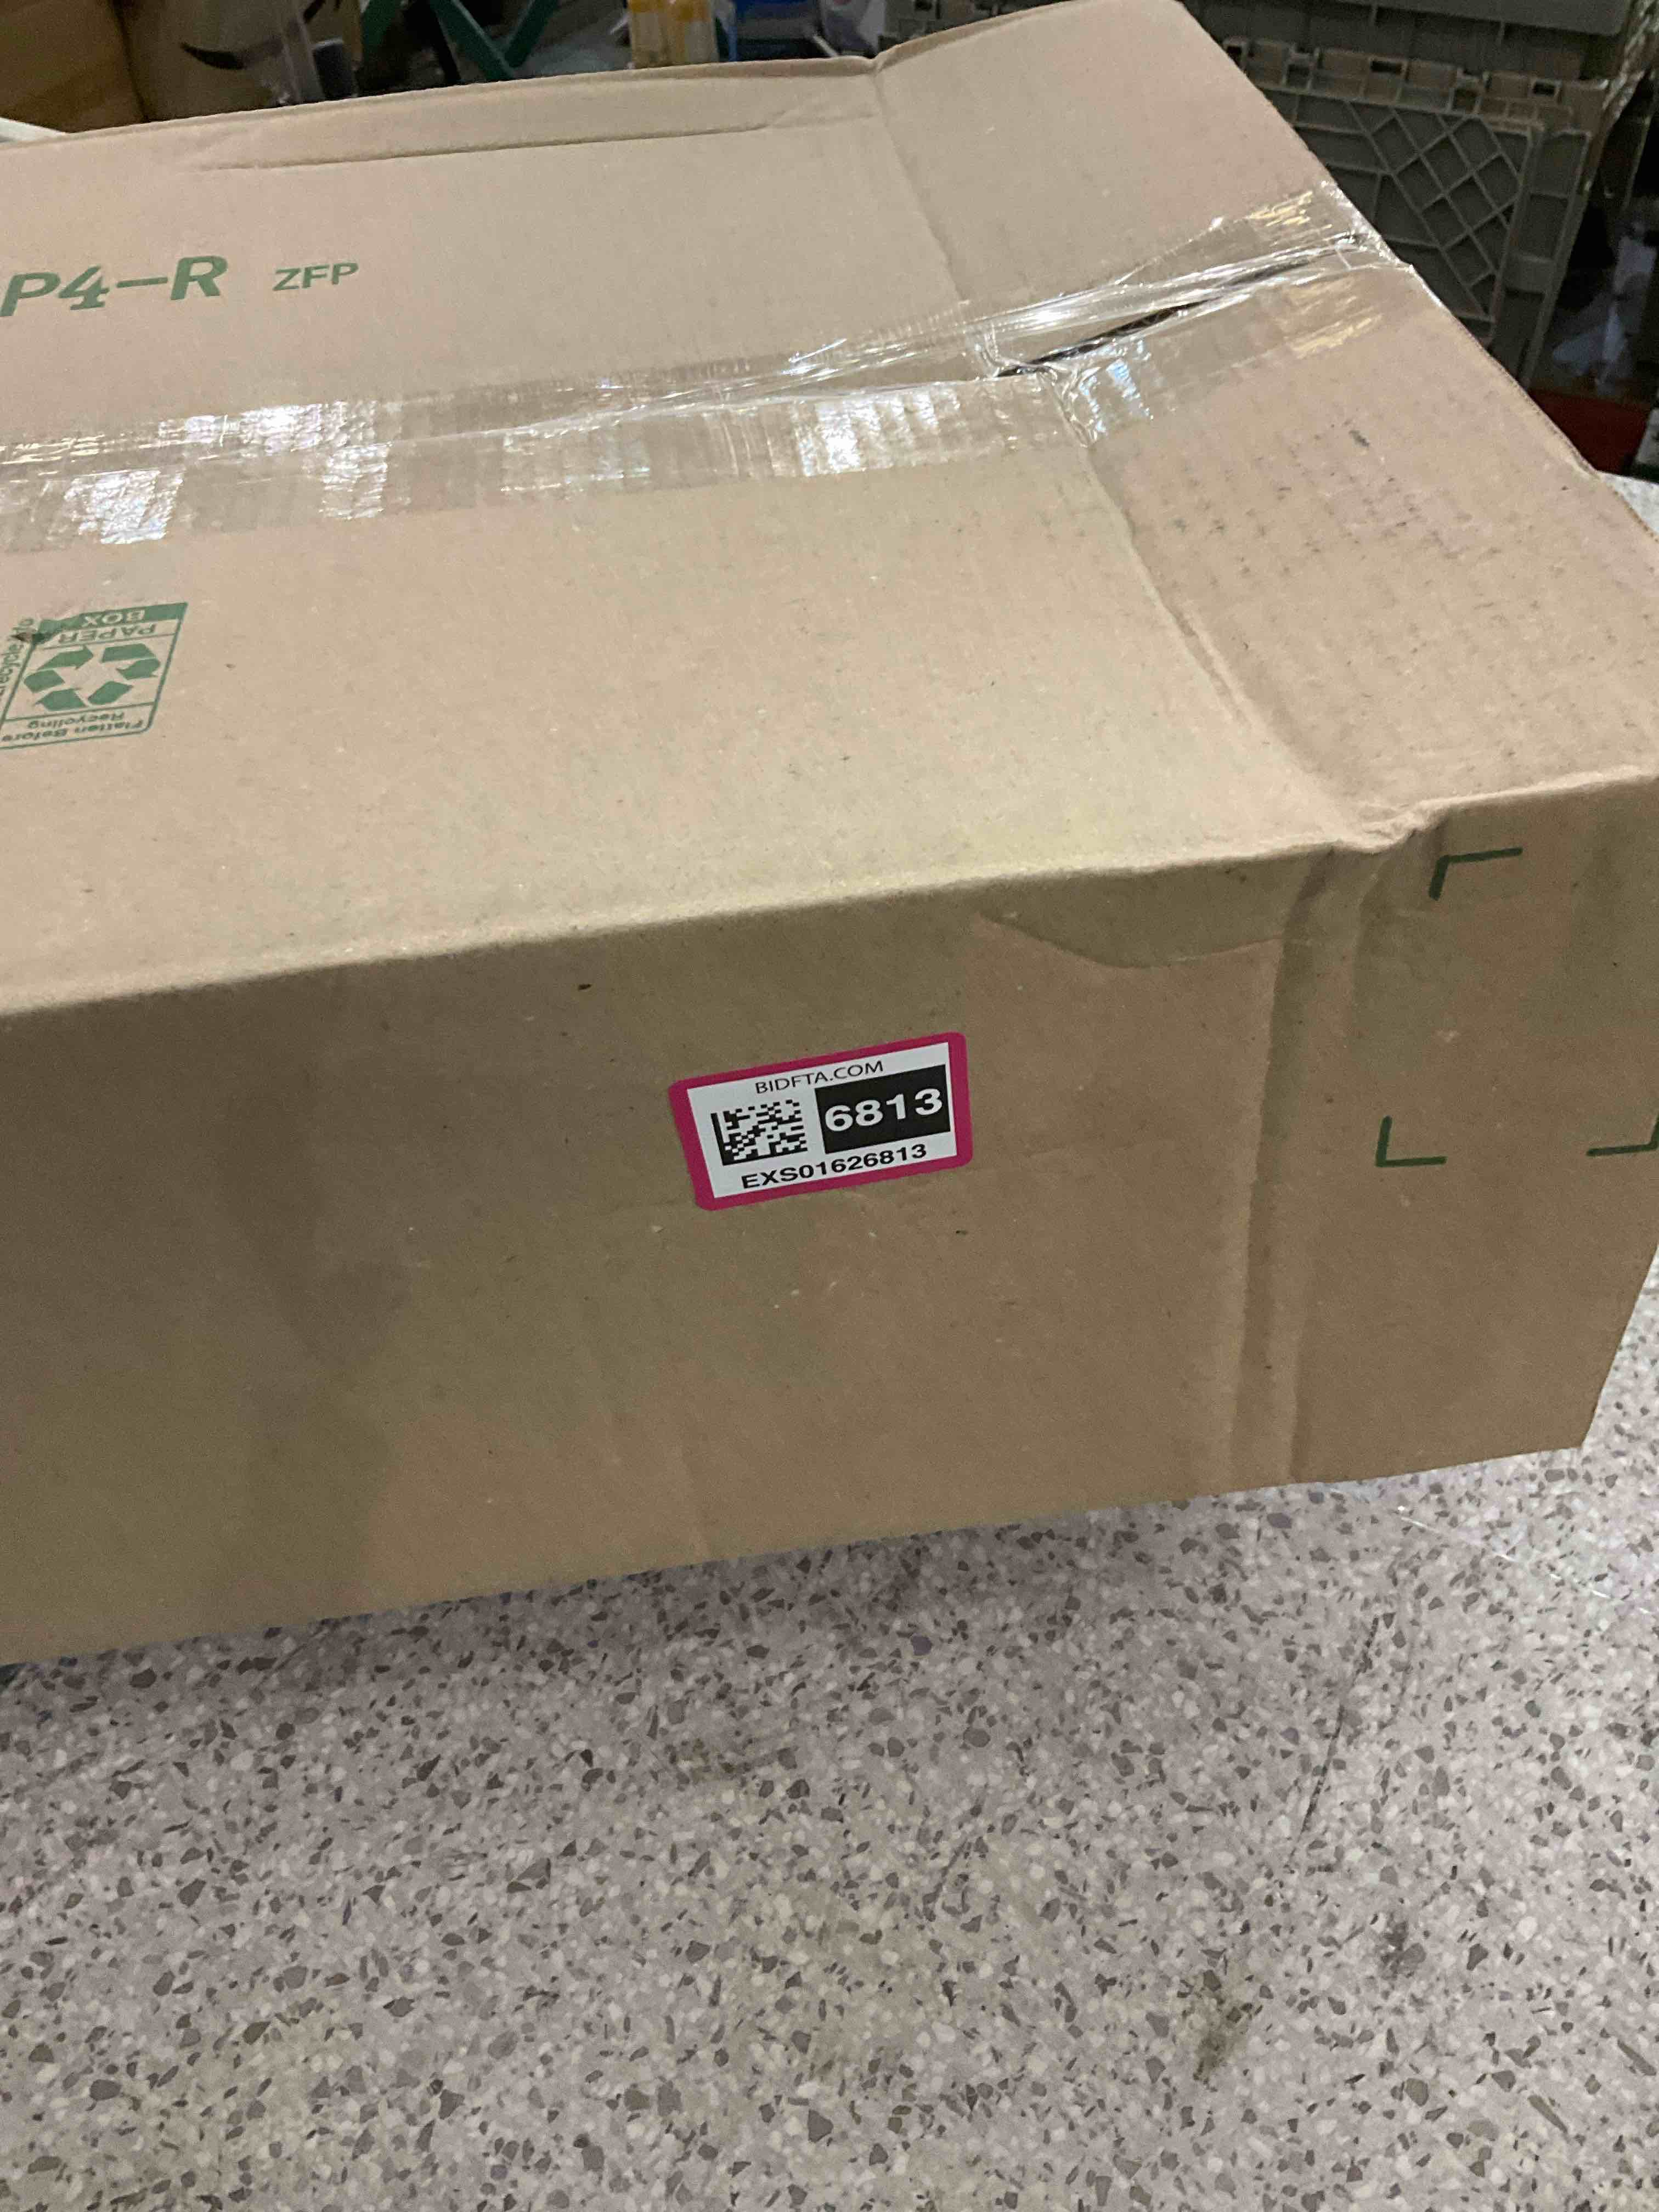 P4-R ZFP
BOX
PAPER
Flatten Before
Recycling
BIDFTA.COM
6813
EXS01626813